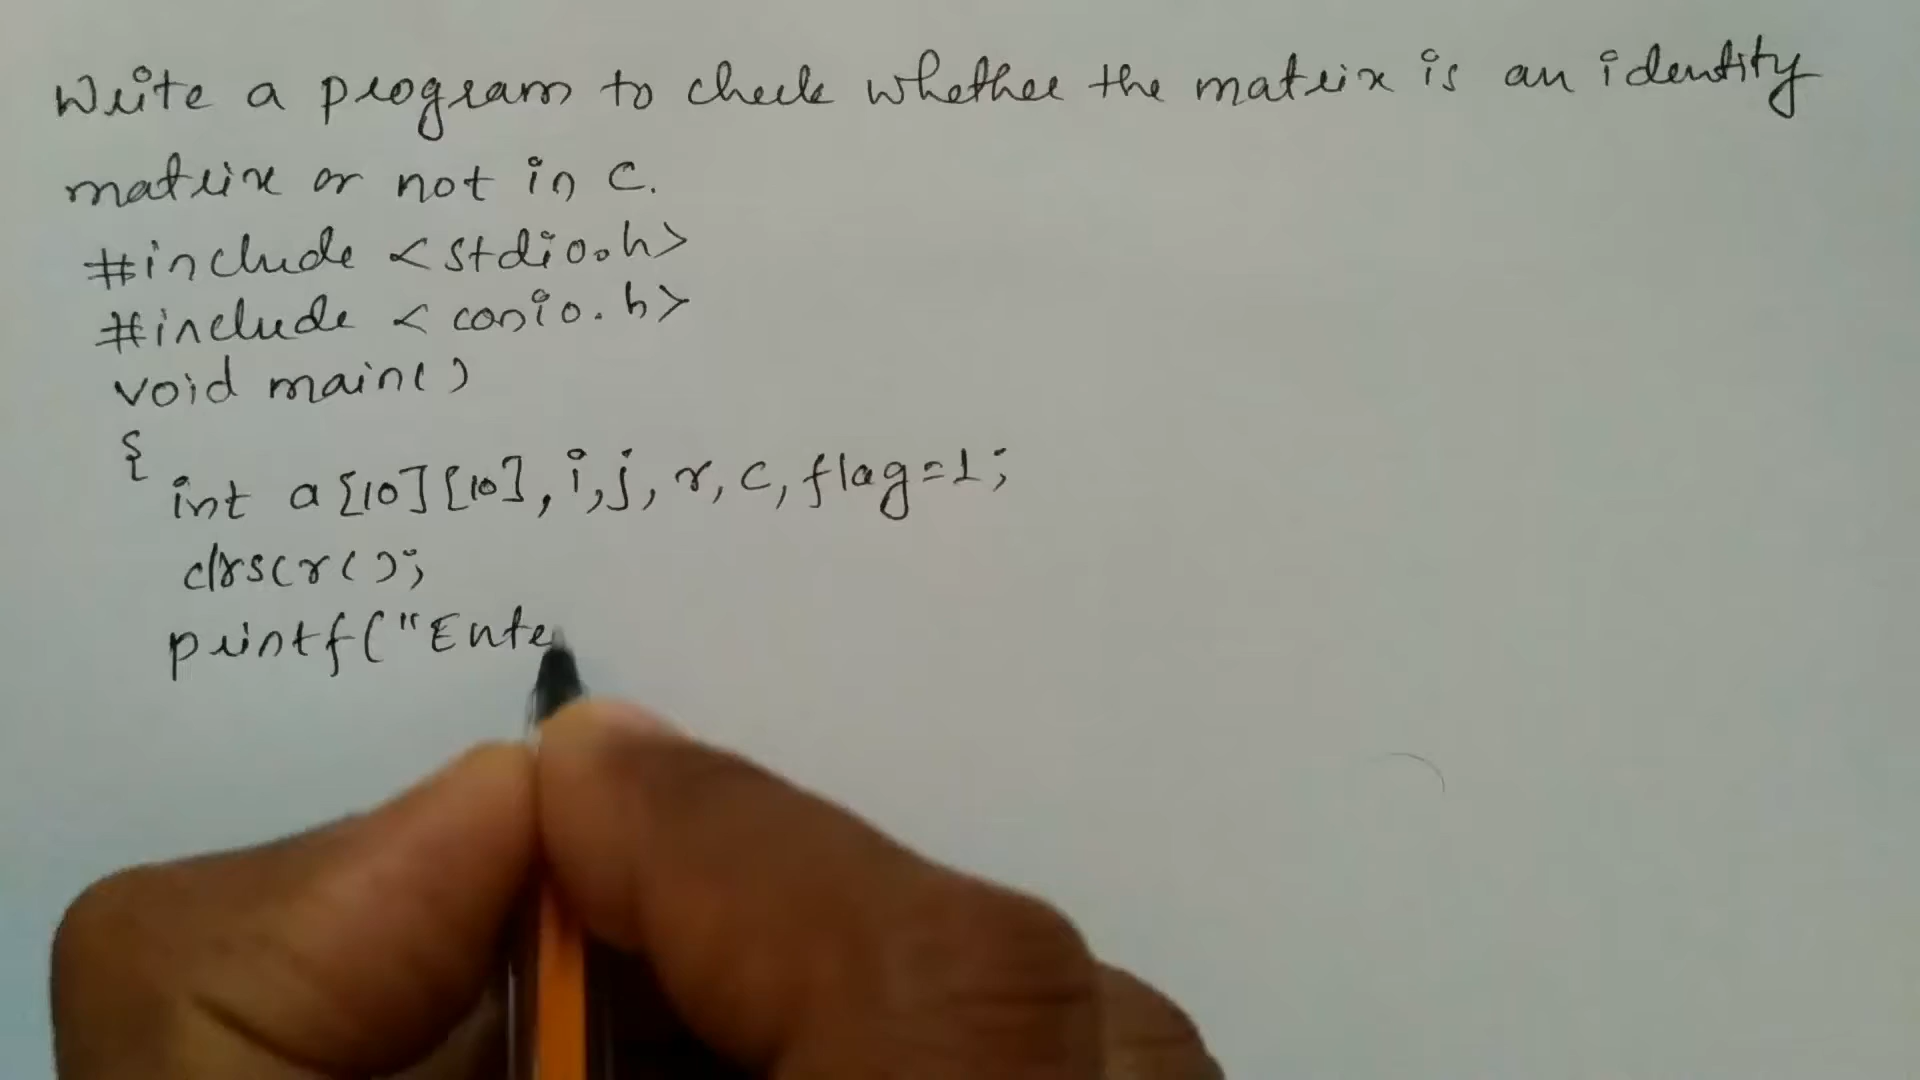 Write a program to check whether the matrix is an identity
matrix or not in c.
#include <stdio.h>
#include <conio.h>
void main()
{
int a[10][10], i,j, r, c, flag=1;
clrscr();
printf("Ente